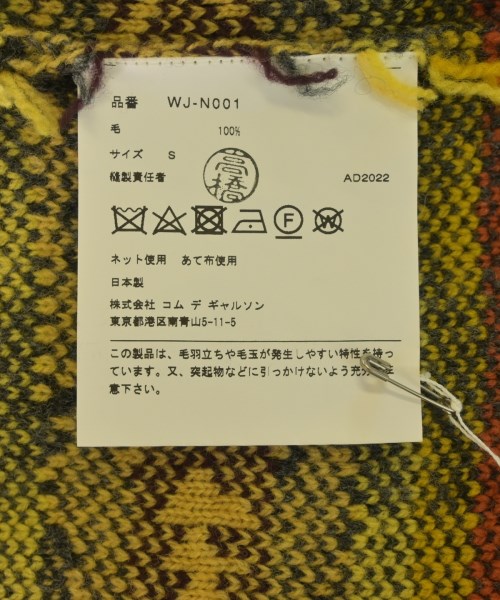 品番 WJ-N001
毛 100%
サイズ S
高橋
縫製責任者 AD2022
F W
ネット使用 あて布使用
日本製
株式会社 コム デ ギャルソン
東京都港区南青山5-11-5
この製品は、毛羽立ちや毛玉が発生しやすい特性を持っ
ています。又、突起物などに引っかけないよう充分
意下さい。